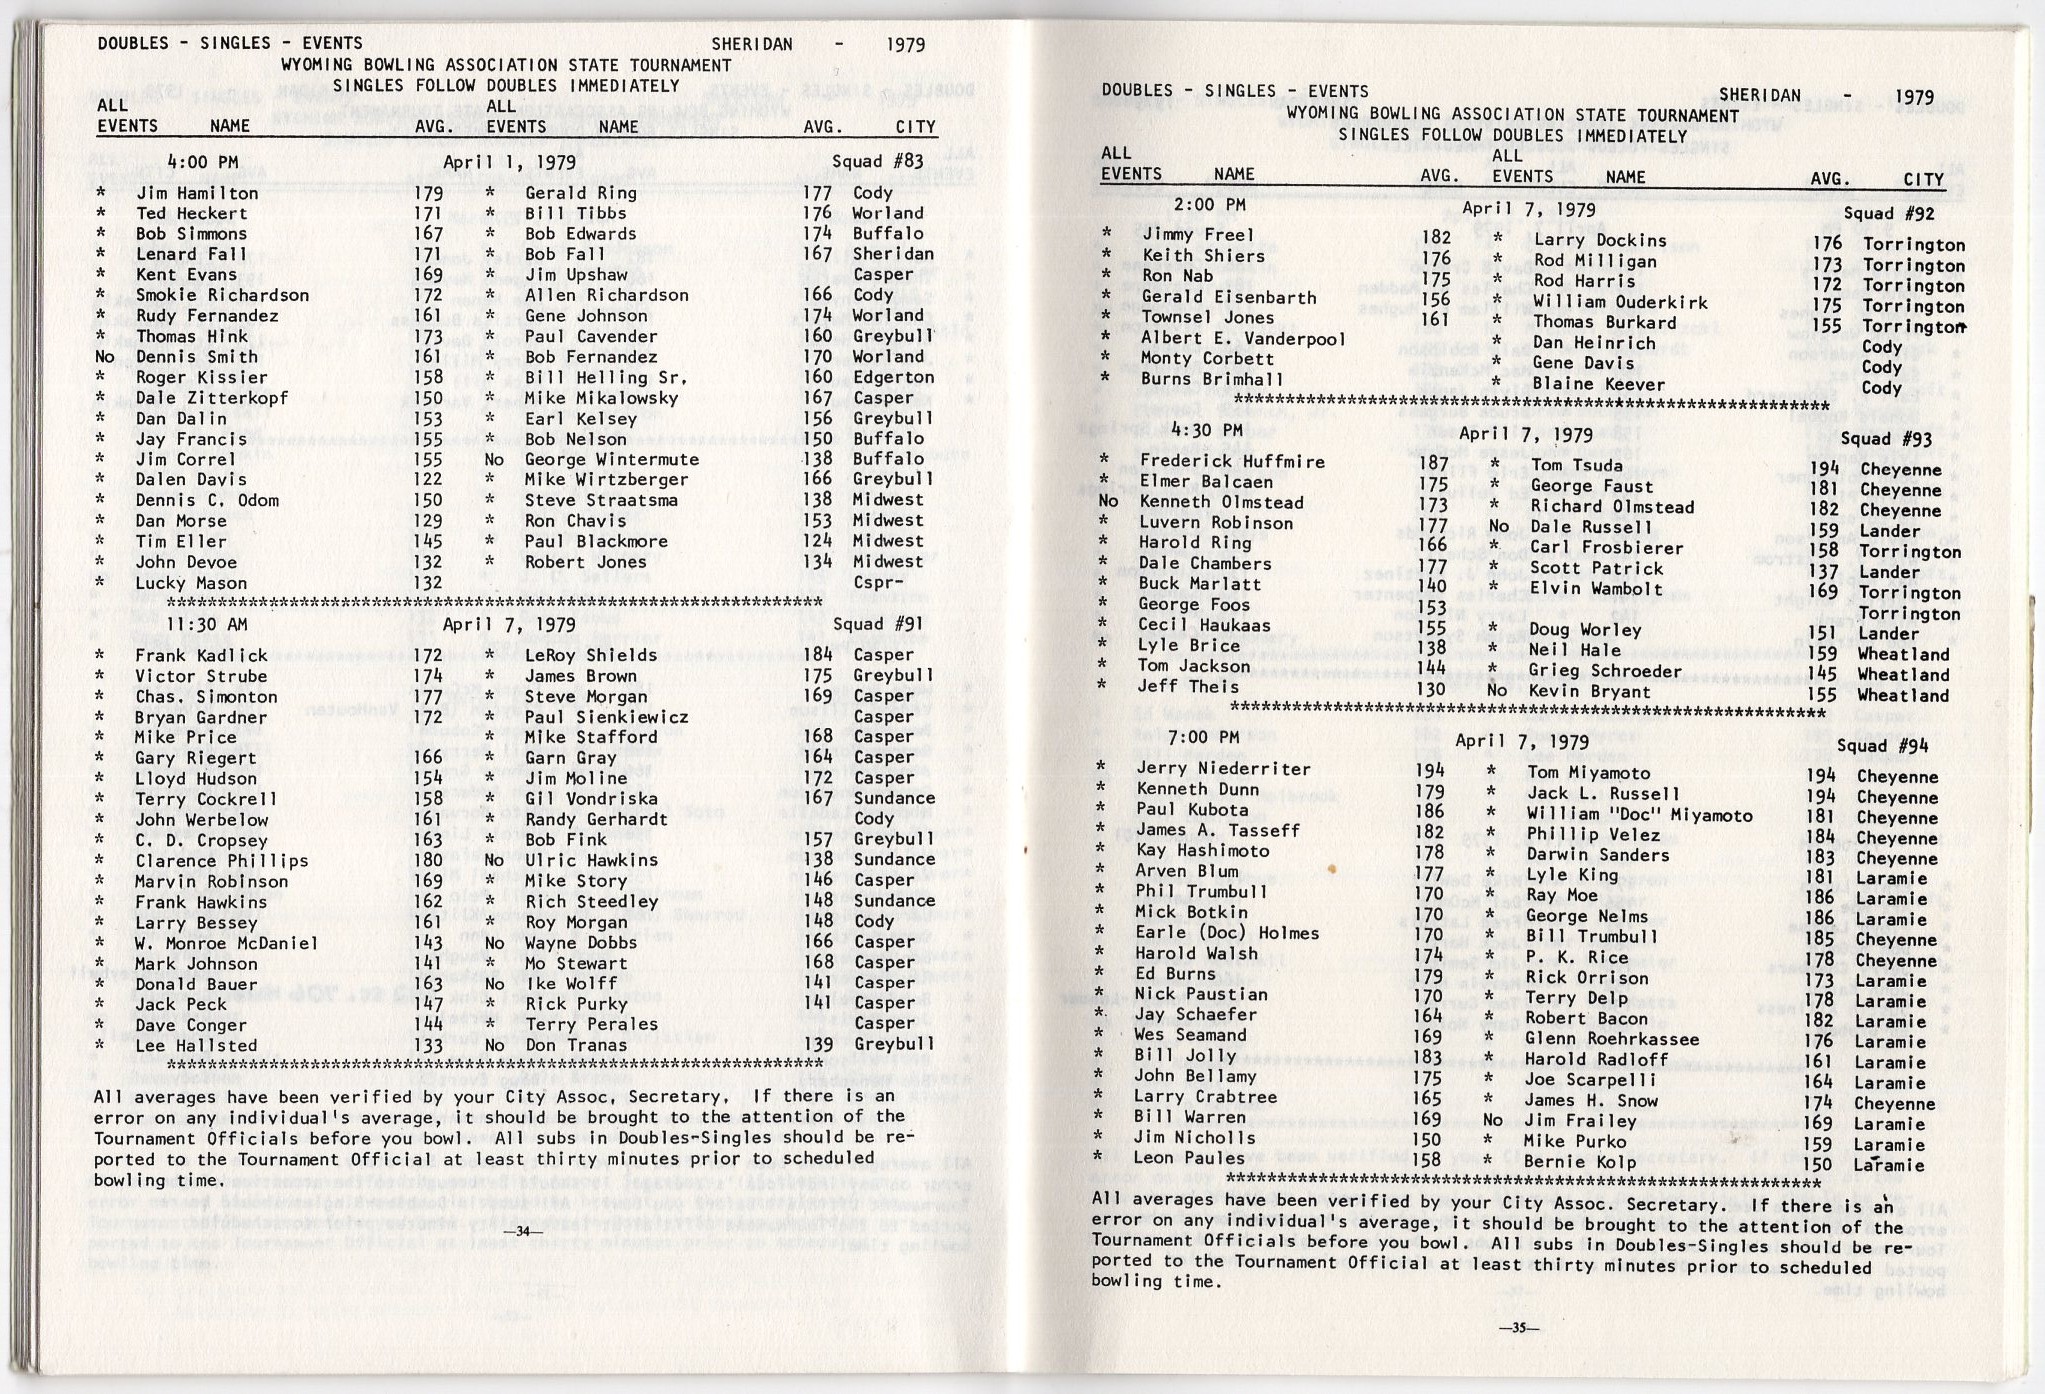 DOUBLES - SINGLES - EVENTS SHERIDAN - 1979
WYOMING BOWLING ASSOCIATION STATE TOURNAMENT
SINGLES FOLLOW DOUBLES IMMEDIATELY
ALL ALL
EVENTS NAME AVG. EVENTS NAME AVG. CITY
4:00 PM April 1, 1979 Squad #83
* Jim Hamilton 179 * Gerald Ring 177 Cody
* Ted Heckert 171 * Bill Tibbs 176 Worland
* Bob Simmons 167 * Bob Edwards 174 Buffalo
* Lenard Fall 171 * Bob Fall 167 Sheridan
* Kent Evans 169 * Jim Upshaw Casper
* Smokie Richardson 172 * Allen Richardson 166 Cody
* Rudy Fernandez 161 * Gene Johnson 174 Worland
* Thomas Hink 173 * Paul Cavender 160 Greybull
No Dennis Smith 161 * Bob Fernandez 170 Worland
* Roger Kissier 158 * Bill Helling Sr, 160 Edgerton
* Dale Zitterkopf 150 * Mike Mikalowsky 167 Casper
* Dan Dalin 153 * Earl Kelsey 156 Greybull
* Jay Francis 155 * Bob Nelson 150 Buffalo
* Jim Correl 155 No George Wintermute 138 Buffalo
* Dalen Davis 122 * Mike Wirtzberger 166 Greybull
* Dennis C. Odom 150 * Steve Straatsma 138 Midwest
* Dan Morse 129 * Ron Chavis 153 Midwest
* Tim Eller 145 * Paul Blackmore 124 Midwest
* John Devoe 132 * Robert Jones 134 Midwest
* Lucky Mason 132 Cspr-
****************************************************************
11:30 AM April 7, 1979 Squad #91
* Frank Kadlick 172 * LeRoy Shields 184 Casper
* Victor Strube 174 * James Brown 175 Greybull
* Chas. Simonton 177 * Steve Morgan 169 Casper
* Bryan Gardner 172 * Paul Sienkiewicz Casper
* Mike Price * Mike Stafford 168 Casper
* Gary Riegert 166 * Garn Gray 164 Casper
* Lloyd Hudson 154 * Jim Moline 172 Casper
* Terry Cockrell 158 * Gil Vondriska 167 Sundance
* John Werbelow 161 * Randy Gerhardt Cody
* C. D. Cropsey 163 * Bob Fink 157 Greybull
* Clarence Phillips 180 No Ulric Hawkins 138 Sundance
* Marvin Robinson 169 * Mike Story 146 Casper
* Frank Hawkins 162 * Rich Steedley 148 Sundance
* Larry Bessey 161 * Roy Morgan 148 Cody
* W. Monroe McDaniel 143 No Wayne Dobbs 166 Casper
* Mark Johnson 141 * Mo Stewart 168 Casper
* Donald Bauer 163 No Ike Wolff 141 Casper
* Jack Peck 147 * Rick Purky 141 Casper
* Dave Conger 144 * Terry Perales Casper
* Lee Hallsted 133 No Don Tranas 139 Greybull
****************************************************************
All averages have been verified by your City Assoc, Secretary, If there is an
error on any individual's average, it should be brought to the attention of the
Tournament Officials before you bowl. All subs in Doubles-Singles should be re-
ported to the Tournament Official at least thirty minutes prior to scheduled
bowling time.
—34—
DOUBLES - SINGLES - EVENTS SHERIDAN - 1979
WYOMING BOWLING ASSOCIATION STATE TOURNAMENT
SINGLES FOLLOW DOUBLES IMMEDIATELY
ALL ALL
EVENTS NAME AVG. EVENTS NAME AVG. CITY
2:00 PM April 7, 1979 Squad #92
* Jimmy Freel 182 * Larry Dockins 176 Torrington
* Keith Shiers 176 * Rod Milligan 173 Torrington
* Ron Nab 175 * Rod Harris 172 Torrington
* Gerald Eisenbarth 156 * William Ouderkirk 175 Torrington
* Townsel Jones 161 * Thomas Burkard 155 Torrington
* Albert E. Vanderpool * Dan Heinrich Cody
* Monty Corbett * Gene Davis Cody
* Burns Brimhall * Blaine Keever Cody
**********************************************************
4:30 PM April 7, 1979 Squad #93
* Frederick Huffmire 187 * Tom Tsuda 194 Cheyenne
* Elmer Balcaen 175 * George Faust 181 Cheyenne
No Kenneth Olmstead 173 * Richard Olmstead 182 Cheyenne
* Luvern Robinson 177 No Dale Russell 159 Lander
* Harold Ring 166 * Carl Frosbierer 158 Torrington
* Dale Chambers 177 * Scott Patrick 137 Lander
* Buck Marlatt 140 * Elvin Wambolt 169 Torrington
* George Foos 153 Torrington
* Cecil Haukaas 155 * Doug Worley 151 Lander
* Lyle Brice 138 * Neil Hale 159 Wheatland
* Tom Jackson 144 * Grieg Schroeder 145 Wheatland
* Jeff Theis 130 No Kevin Bryant 155 Wheatland
**********************************************************
7:00 PM April 7, 1979 Squad #94
* Jerry Niederriter 194 * Tom Miyamoto 194 Cheyenne
* Kenneth Dunn 179 * Jack L. Russell 194 Cheyenne
* Paul Kubota 186 * William "Doc" Miyamoto 181 Cheyenne
* James A. Tasseff 182 * Phillip Velez 184 Cheyenne
* Kay Hashimoto 178 * Darwin Sanders 183 Cheyenne
* Arven Blum 177 * Lyle King 181 Laramie
* Phil Trumbull 170 * Ray Moe 186 Laramie
* Mick Botkin 170 * George Nelms 186 Laramie
* Earle (Doc) Holmes 170 * Bill Trumbull 185 Cheyenne
* Harold Walsh 174 * P. K. Rice 178 Cheyenne
* Ed Burns 179 * Rick Orrison 173 Laramie
* Nick Paustian 170 * Terry Delp 178 Laramie
* Jay Schaefer 164 * Robert Bacon 182 Laramie
* Wes Seamand 169 * Glenn Roehrkassee 176 Laramie
* Bill Jolly 183 * Harold Radloff 161 Laramie
* John Bellamy 175 * Joe Scarpelli 164 Laramie
* Larry Crabtree 165 * James H. Snow 174 Cheyenne
* Bill Warren 169 No Jim Frailey 169 Laramie
* Jim Nicholls 150 * Mike Purko 159 Laramie
* Leon Paules 158 * Bernie Kolp 150 Laramie
**********************************************************
All averages have been verified by your City Assoc. Secretary. If there is an
error on any individual's average, it should be brought to the attention of the
Tournament Officials before you bowl. All subs in Doubles-Singles should be re-
ported to the Tournament Official at least thirty minutes prior to scheduled
bowling time.
—35—